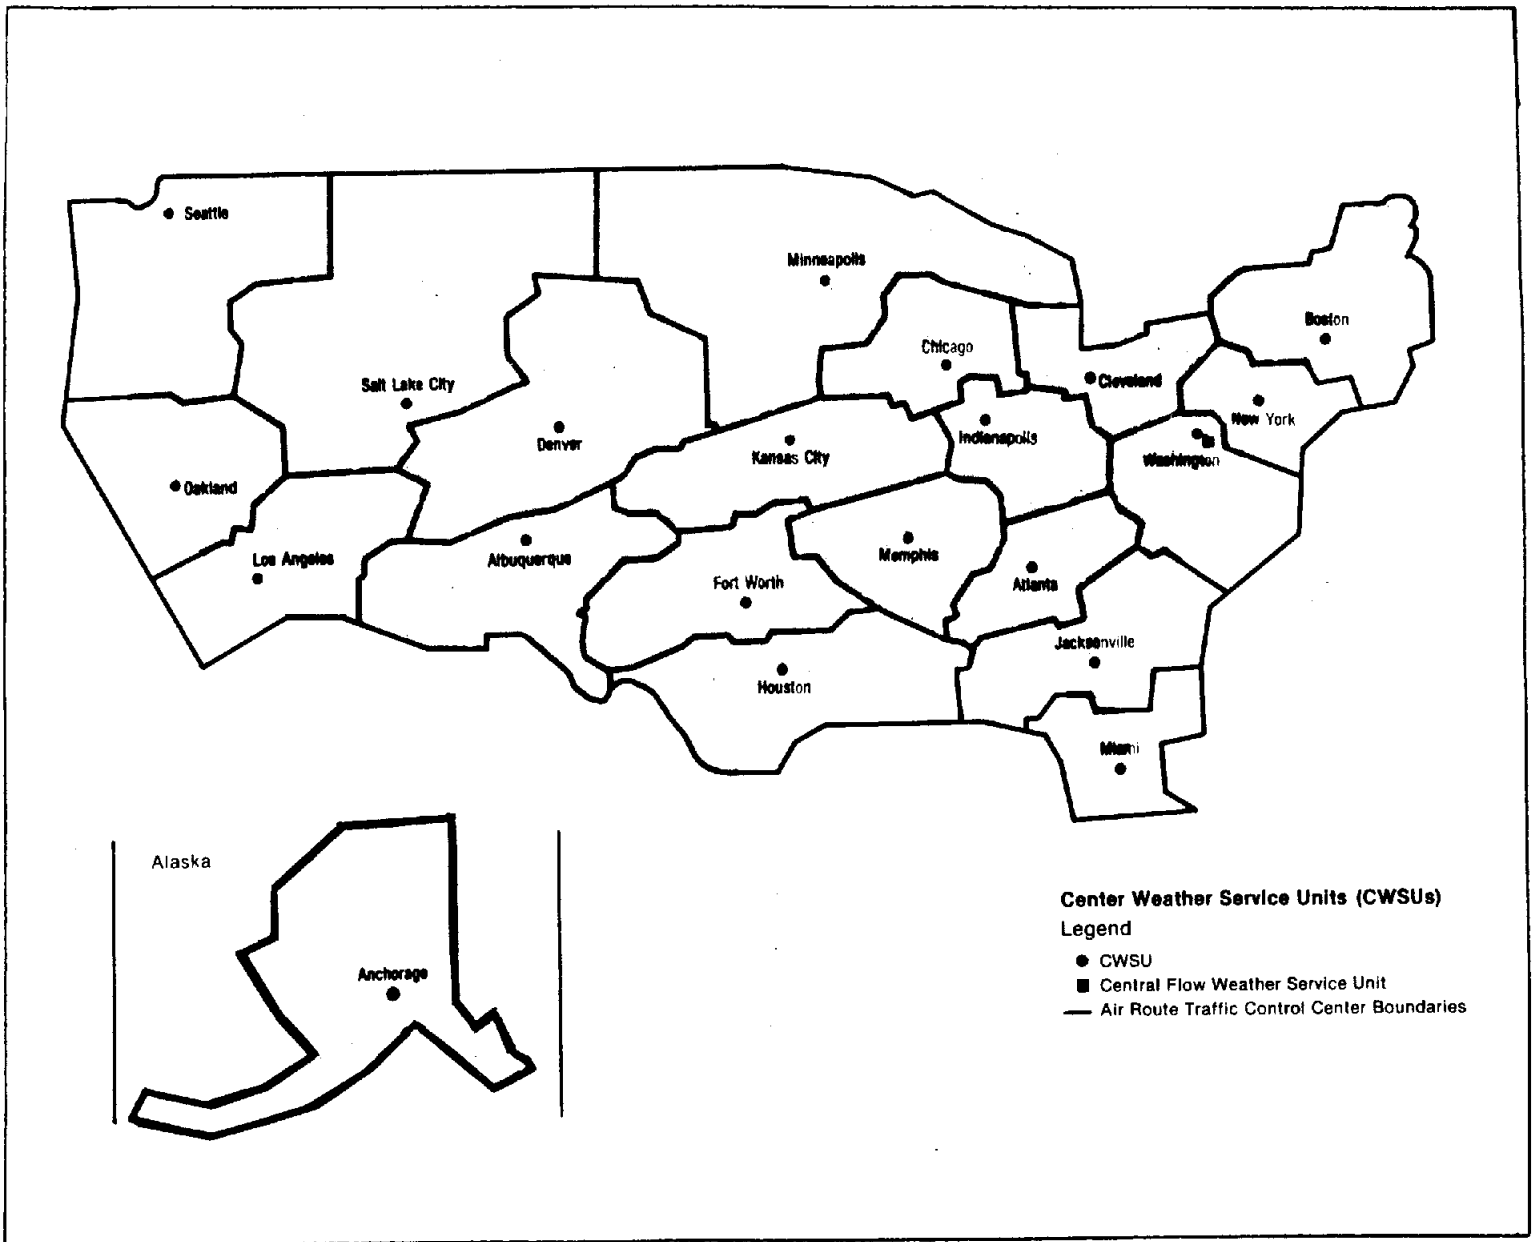 Seattle
Minneapolis
Boston
Chicago
Salt Lake City
Cleveland
New York
Denver
Indianapolis
Kansas City
Washington
Oakland
Los Angeles
Albuquerque
Memphis
Fort Worth
Atlanta
Jacksonville
Houston
Miami
Alaska
Anchorage
Center Weather Service Units (CWSUs)
Legend
CWSU
Central Flow Weather Service Unit
Air Route Traffic Control Center Boundaries